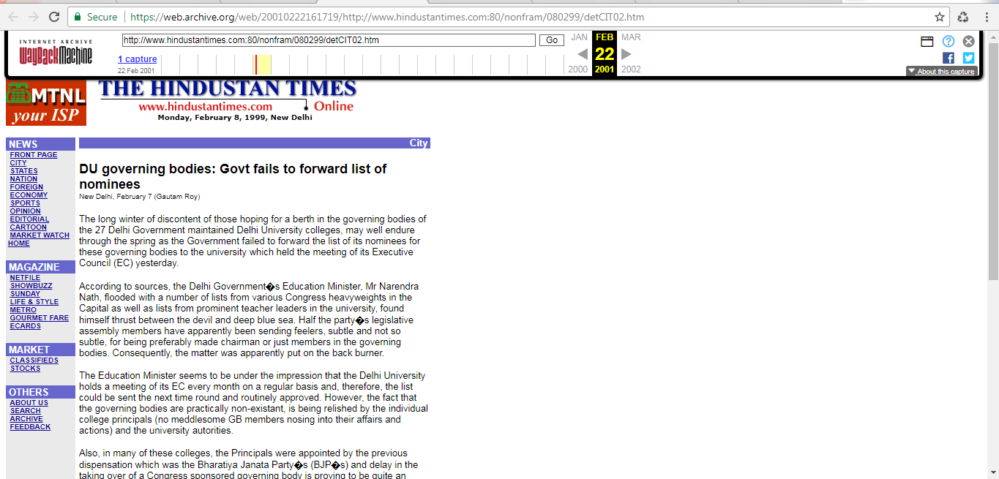 Secure
https://web.archive.org/web/20010222161719/http://www.hindustantimes.com:80/nonfram/080299/detCIT02.htm
INTERNET ARCHIVE
WayBackMachine
http://www.hindustantimes.com:80/nonfram/080299/detCIT02.htm
Go
JAN FEB MAR
1 capture
22
22 Feb 2001
2000 2001 2002
About this capture
MTNL
your ISP
THE HINDUSTAN TIMES
www.hindustantimes.com Online
Monday, February 8, 1999, New Delhi
NEWS
FRONT PAGE
CITY
STATES
NATION
FOREIGN
ECONOMY
SPORTS
OPINION
EDITORIAL
CARTOON
MARKET WATCH
HOME
MAGAZINE
NETFILE
SHOWBUZZ
SUNDAY
LIFE & STYLE
METRO
GOURMET FARE
ECARDS
MARKET
CLASSIFIEDS
STOCKS
OTHERS
ABOUT US
SEARCH
ARCHIVE
FEEDBACK
City
DU governing bodies: Govt fails to forward list of
nominees
New Delhi, February 7 (Gautam Roy)
The long winter of discontent of those hoping for a berth in the governing bodies of
the 27 Delhi Government maintained Delhi University colleges, may well endure
through the spring as the Government failed to forward the list of its nominees for
these governing bodies to the university which held the meeting of its Executive
Council (EC) yesterday.
According to sources, the Delhi Government�s Education Minister, Mr Narendra
Nath, flooded with a number of lists from various Congress heavyweights in the
Capital as well as lists from prominent teacher leaders in the university, found
himself thrust between the devil and deep blue sea. Half the party�s legislative
assembly members have apparently been sending feelers, subtle and not so
subtle, for being preferably made chairman or just members in the governing
bodies. Consequently, the matter was apparently put on the back burner.
The Education Minister seems to be under the impression that the Delhi University
holds a meeting of its EC every month on a regular basis and, therefore, the list
could be sent the next time round and routinely approved. However, the fact that
the governing bodies are practically non-existant, is being relished by the individual
college principals (no meddlesome GB members nosing into their affairs and
actions) and the university autorities.
Also, in many of these colleges, the Principals were appointed by the previous
dispensation which was the Bharatiya Janata Party�s (BJP�s) and delay in the
taking over of a Congress sponsored governing body is proving to be quite an